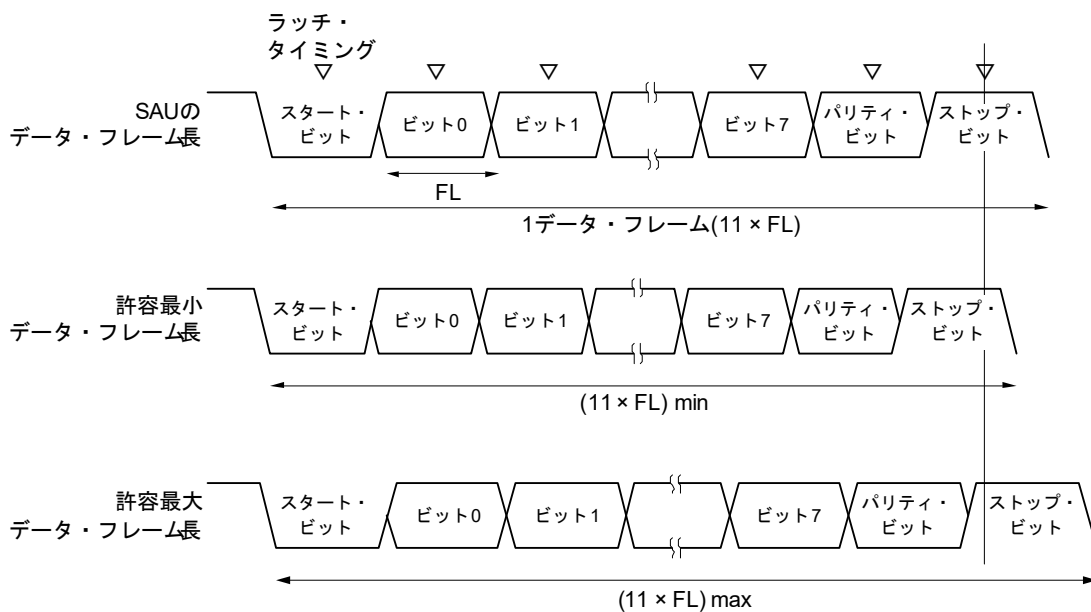 ラッチ・
タイミング
SAUの
データ・フレーム長
スタート・
ビット
ビット0
ビット1
ビット7
パリティ・
ビット
ストップ・
ビット
FL
1データ・フレーム(11 × FL)
許容最小
データ・フレーム長
スタート・
ビット
ビット0
ビット1
ビット7
パリティ・
ビット
ストップ・
ビット
(11 × FL) min
許容最大
データ・フレーム長
スタート・
ビット
ビット0
ビット1
ビット7
パリティ・
ビット
ストップ・
ビット
(11 × FL) max